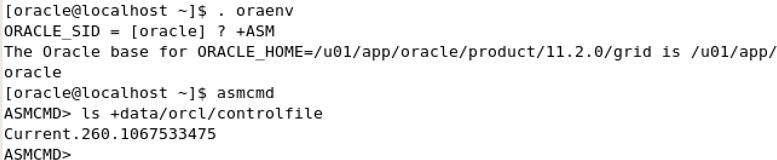 [oracle@localhost ~]$ . oraenv
ORACLE_SID = [oracle] ? +ASM
The Oracle base for ORACLE_HOME=/u01/app/oracle/product/11.2.0/grid is /u01/app/
oracle
[oracle@localhost ~]$ asmcmd
ASMCMD> ls +data/orcl/controlfile
Current.260.1067533475
ASMCMD>